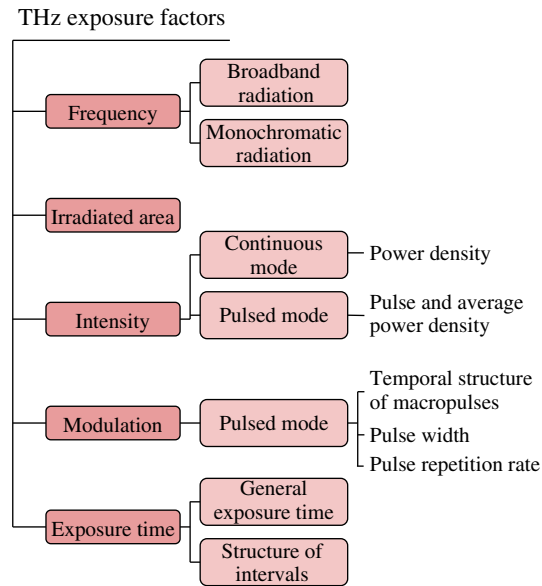 THz exposure factors
Frequency
Broadband
radiation
Monochromatic
radiation
Irradiated area
Intensity
Continuous
mode
Power density
Pulsed mode
Pulse and average
power density
Modulation
Pulsed mode
Temporal structure
of macropulses
Pulse width
Pulse repetition rate
Exposure time
General
exposure time
Structure of
intervals